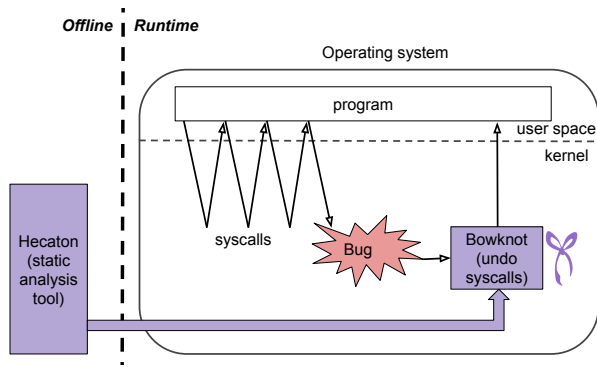 Offline
Runtime
Operating system
program
user space
kernel
syscalls
Bug
Hecaton
(static
analysis
tool)
Bowknot
(undo
syscalls)